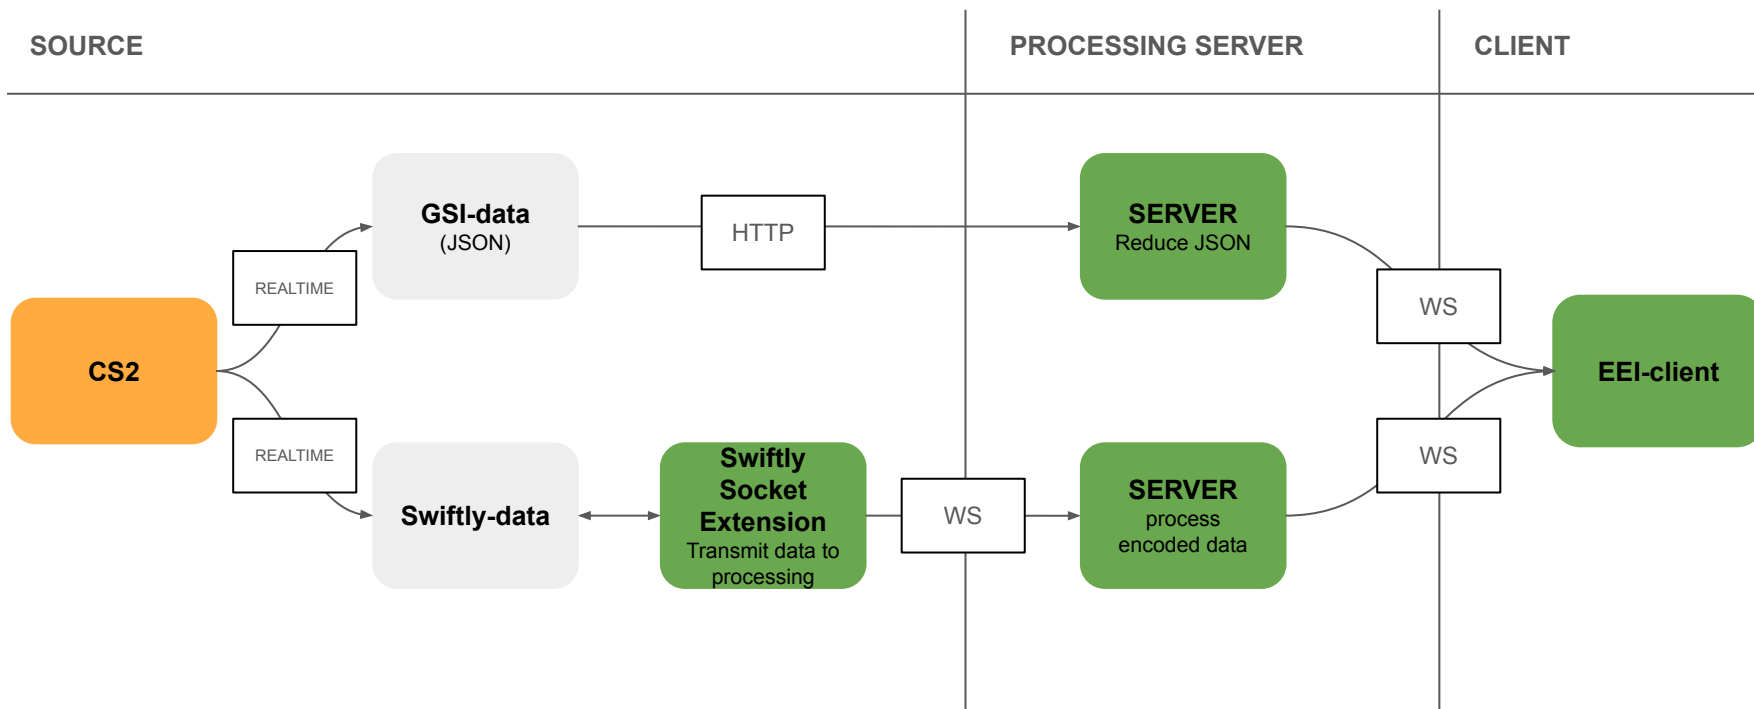 SOURCE
PROCESSING SERVER
CLIENT
GSI-data
(JSON)
HTTP
SERVER
Reduce JSON
REALTIME
WS
CS2
EEI-client
REALTIME
WS
Swiftly-data
Swiftly
Socket
Extension
Transmit data to
processing
WS
SERVER
process
encoded data